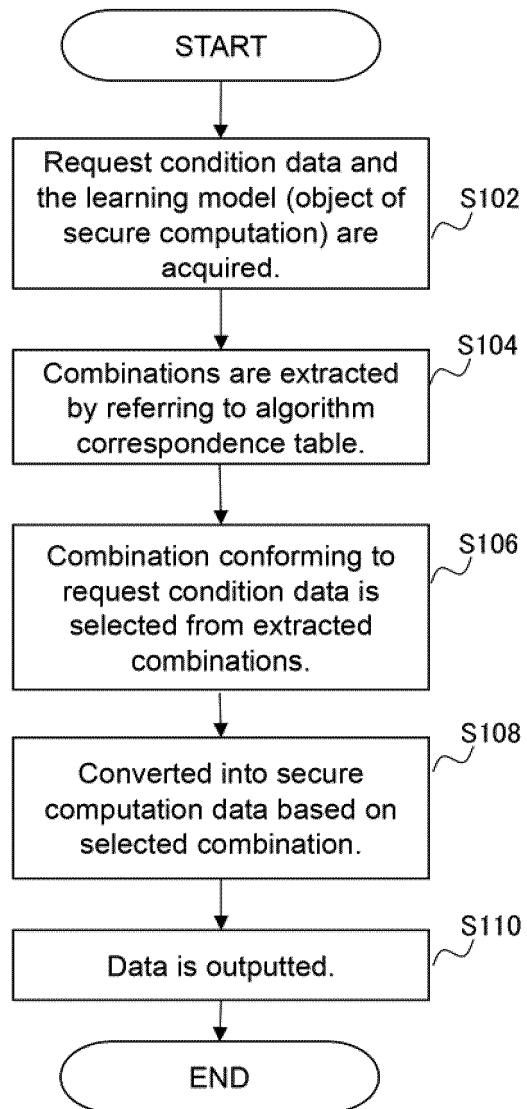 START
Request condition data and
the learning model (object of
secure computation) are
acquired.
S102
Combinations are extracted
by referring to algorithm
correspondence table.
S104
Combination conforming to
request condition data is
selected from extracted
combinations.
S106
Converted into secure
computation data based on
selected combination.
S108
Data is outputted.
S110
END